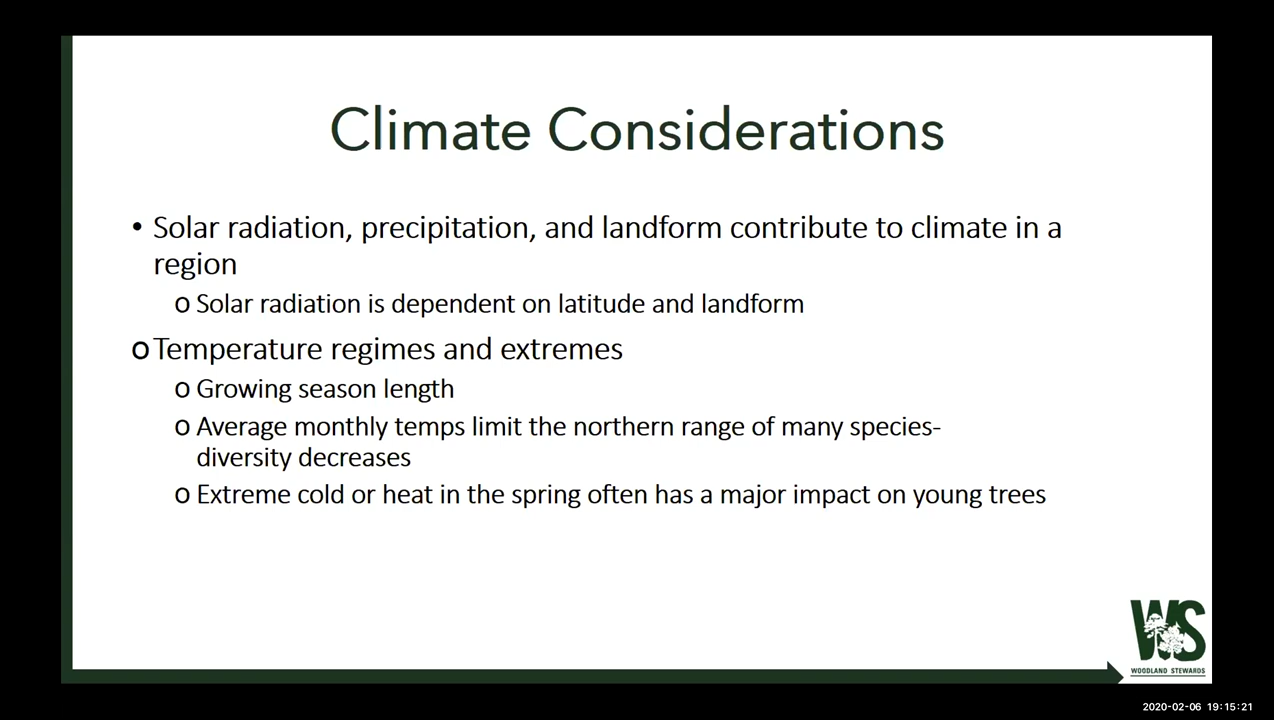 Climate Considerations
• Solar radiation, precipitation, and landform contribute to climate in a
region
o Solar radiation is dependent on latitude and landform
o Temperature regimes and extremes
o Growing season length
o Average monthly temps limit the northern range of many species-
diversity decreases
o Extreme cold or heat in the spring often has a major impact on young trees
WS
WOODLAND STEWARDS
2020-02-06 19:15:21